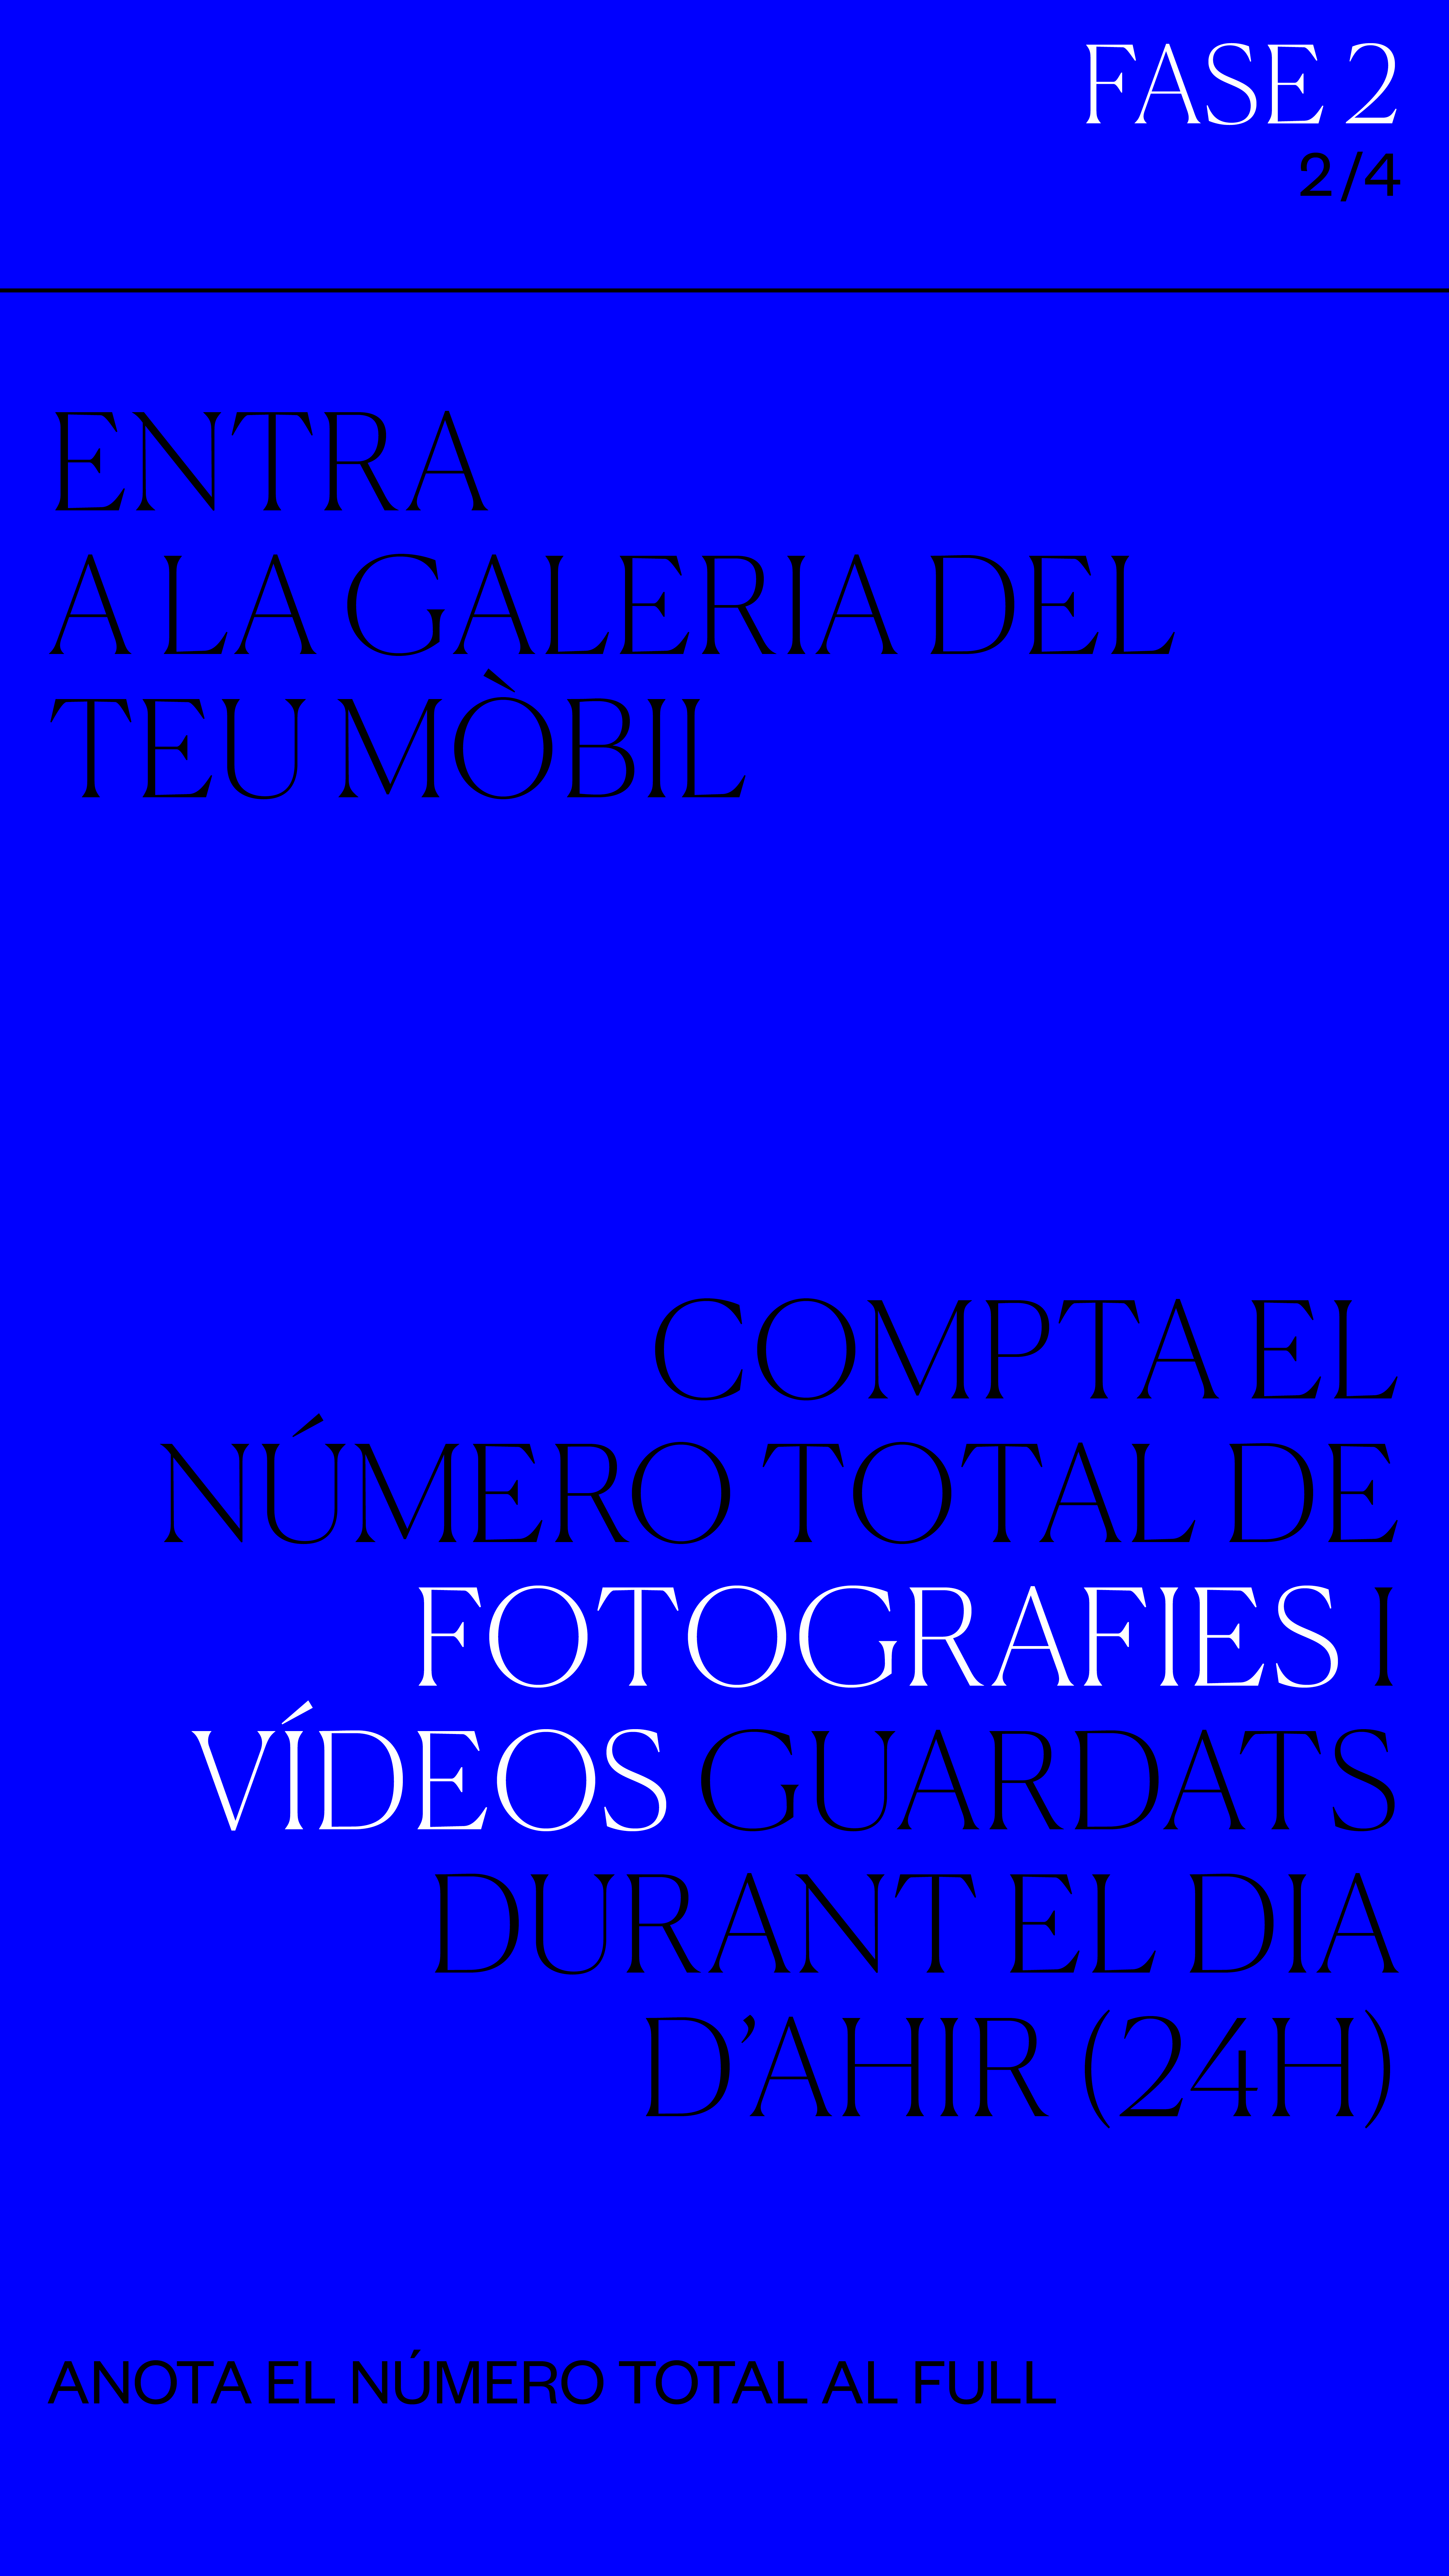 FASE 2
2/4
ENTRA
A LA GALERIA DEL
TEU MÒBIL
COMPTA EL
NÚMERO TOTAL DE
FOTOGRAFIES I
VÍDEOS GUARDATS
DURANT EL DIA
D’AHIR (24H)
ANOTA EL NÚMERO TOTAL AL FULL